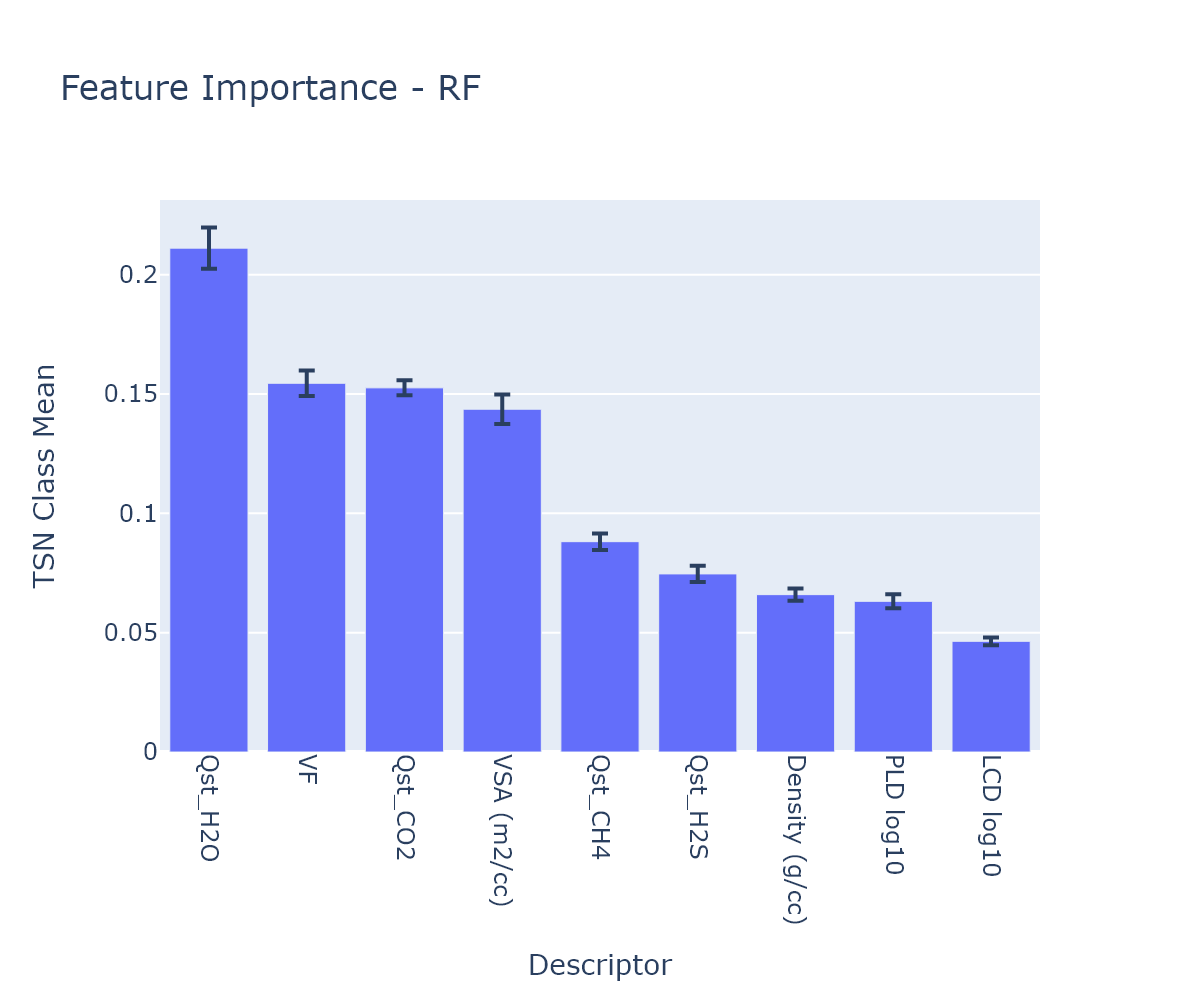 Feature Importance - RF
TSN Class Mean
0.2
0.15
0.1
0.05
0
Qst_H2O
VF
Qst_CO2
VSA (m2/cc)
Qst_CH4
Qst_H2S
Density (g/cc)
PLD log10
LCD log10
Descriptor